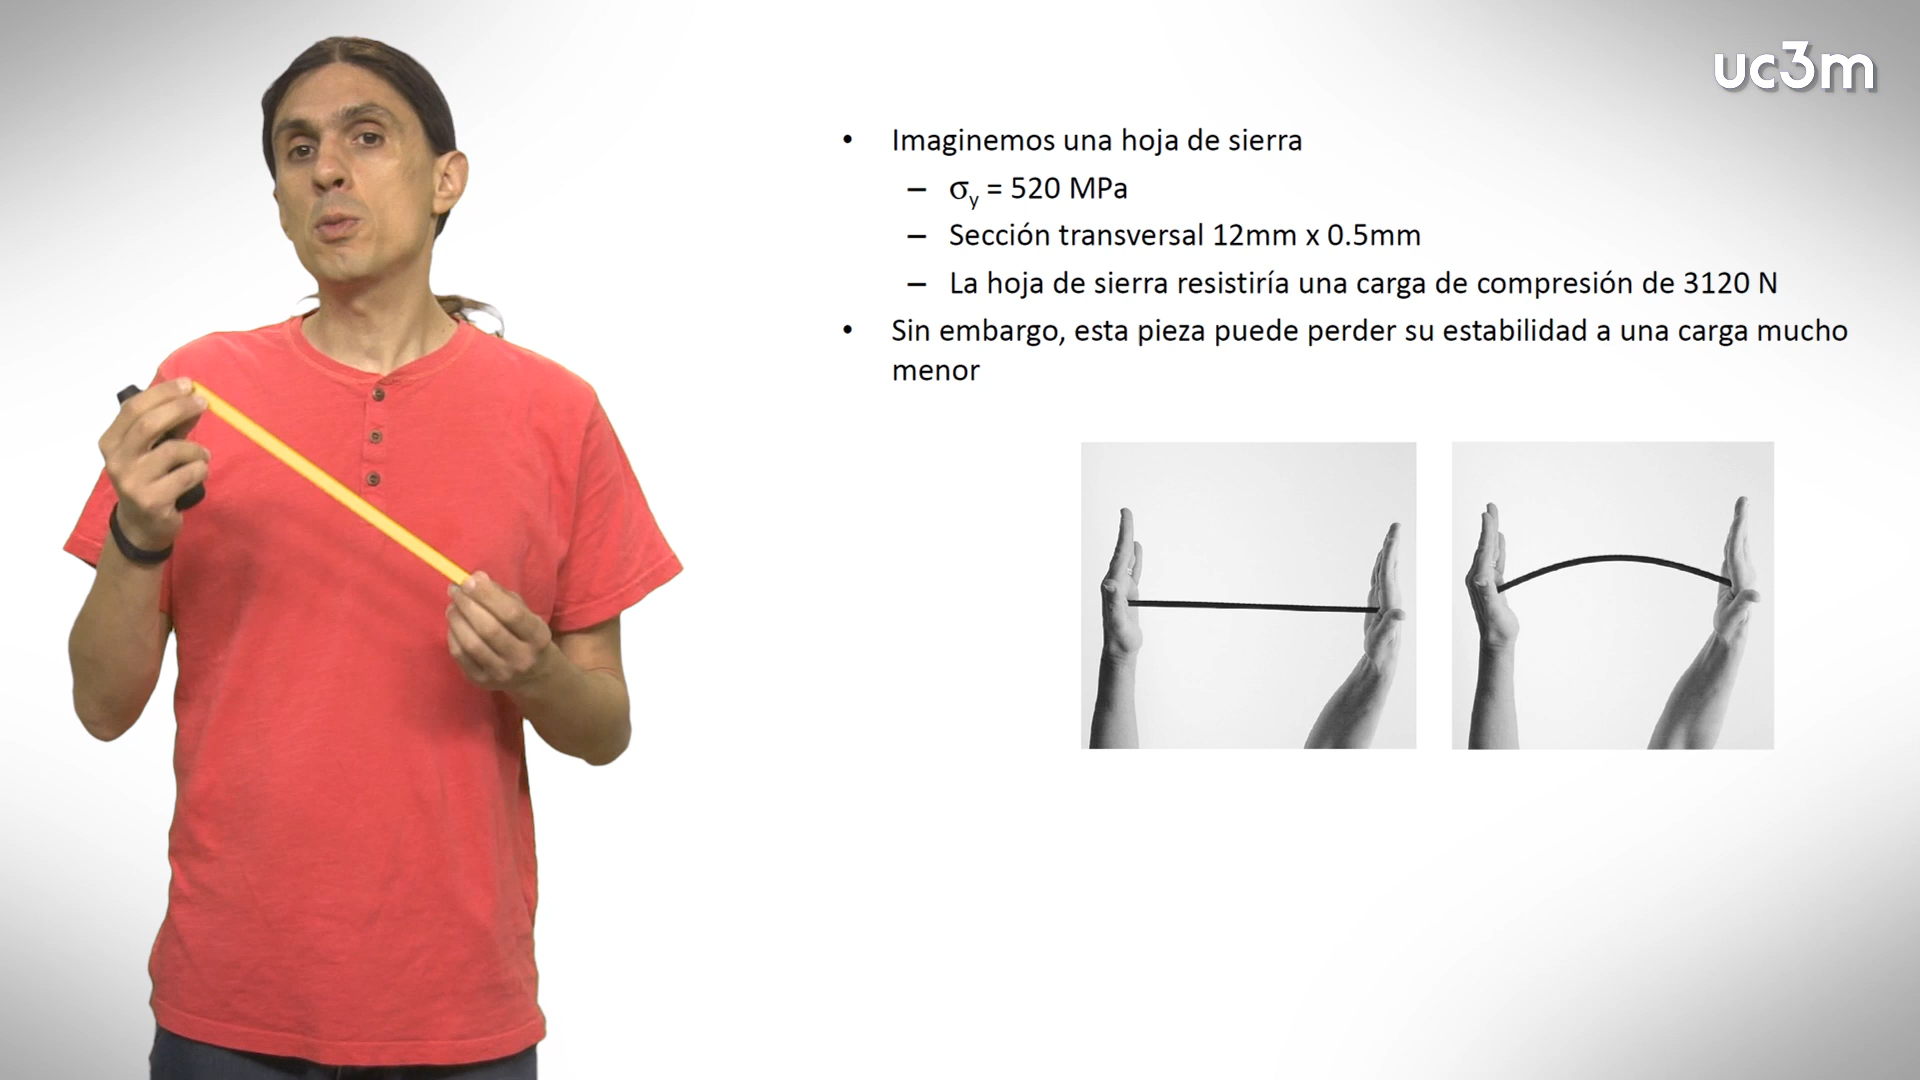 uc3m
• Imaginemos una hoja de sierra
– σy = 520 MPa
– Sección transversal 12mm x 0.5mm
– La hoja de sierra resistiría una carga de compresión de 3120 N
• Sin embargo, esta pieza puede perder su estabilidad a una carga mucho
menor